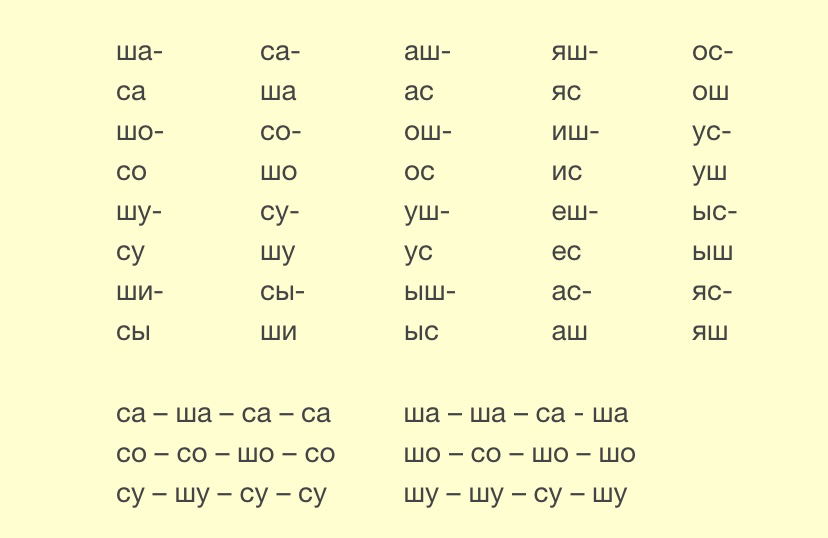 ша- са- аш- яш- ос-
са ша ас яс ош
шо- со- ош- иш- ус-
со шо ос ис уш
шу- су- уш- еш- ыс-
су шу ус ес ыш
ши- сы- ыш- ас- яс-
сы ши ыс аш яш
са – ша – са – са ша – ша – са - ша
со – со – шо – со шо – со – шо – шо
су – шу – су – су шу – шу – су – шу